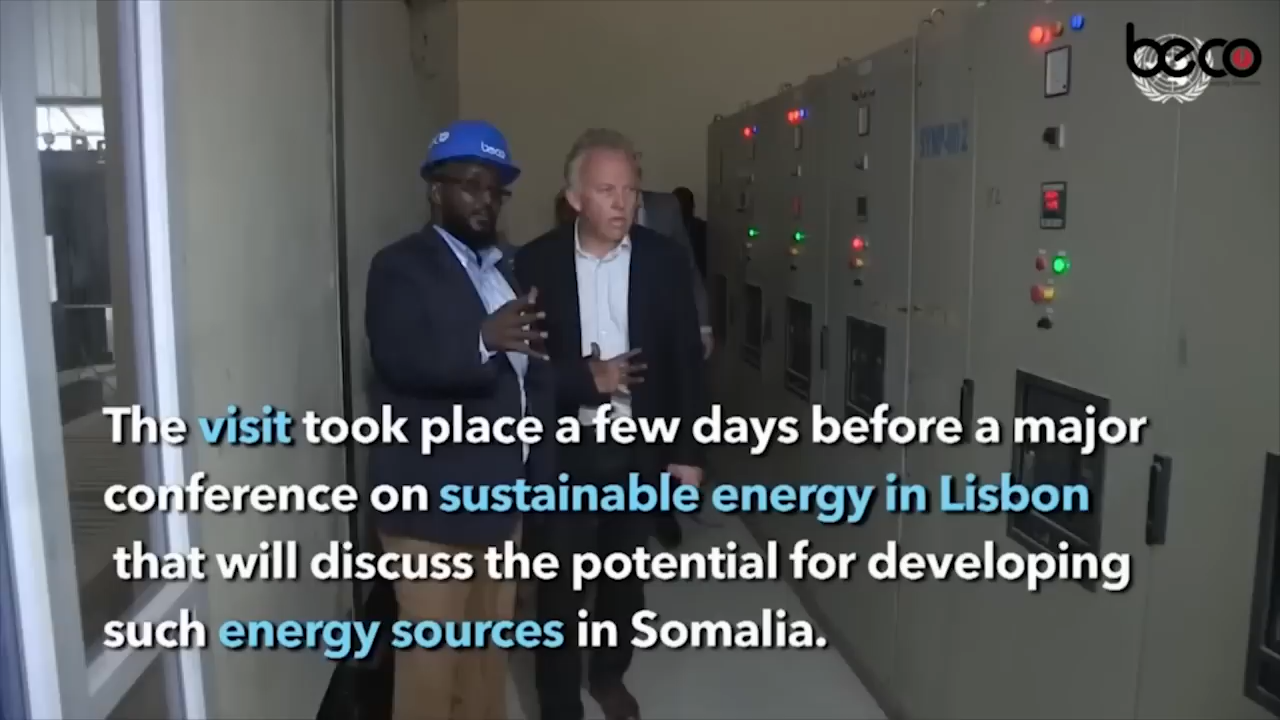 beco
beco
The visit took place a few days before a major
conference on sustainable energy in Lisbon
that will discuss the potential for developing
such energy sources in Somalia.